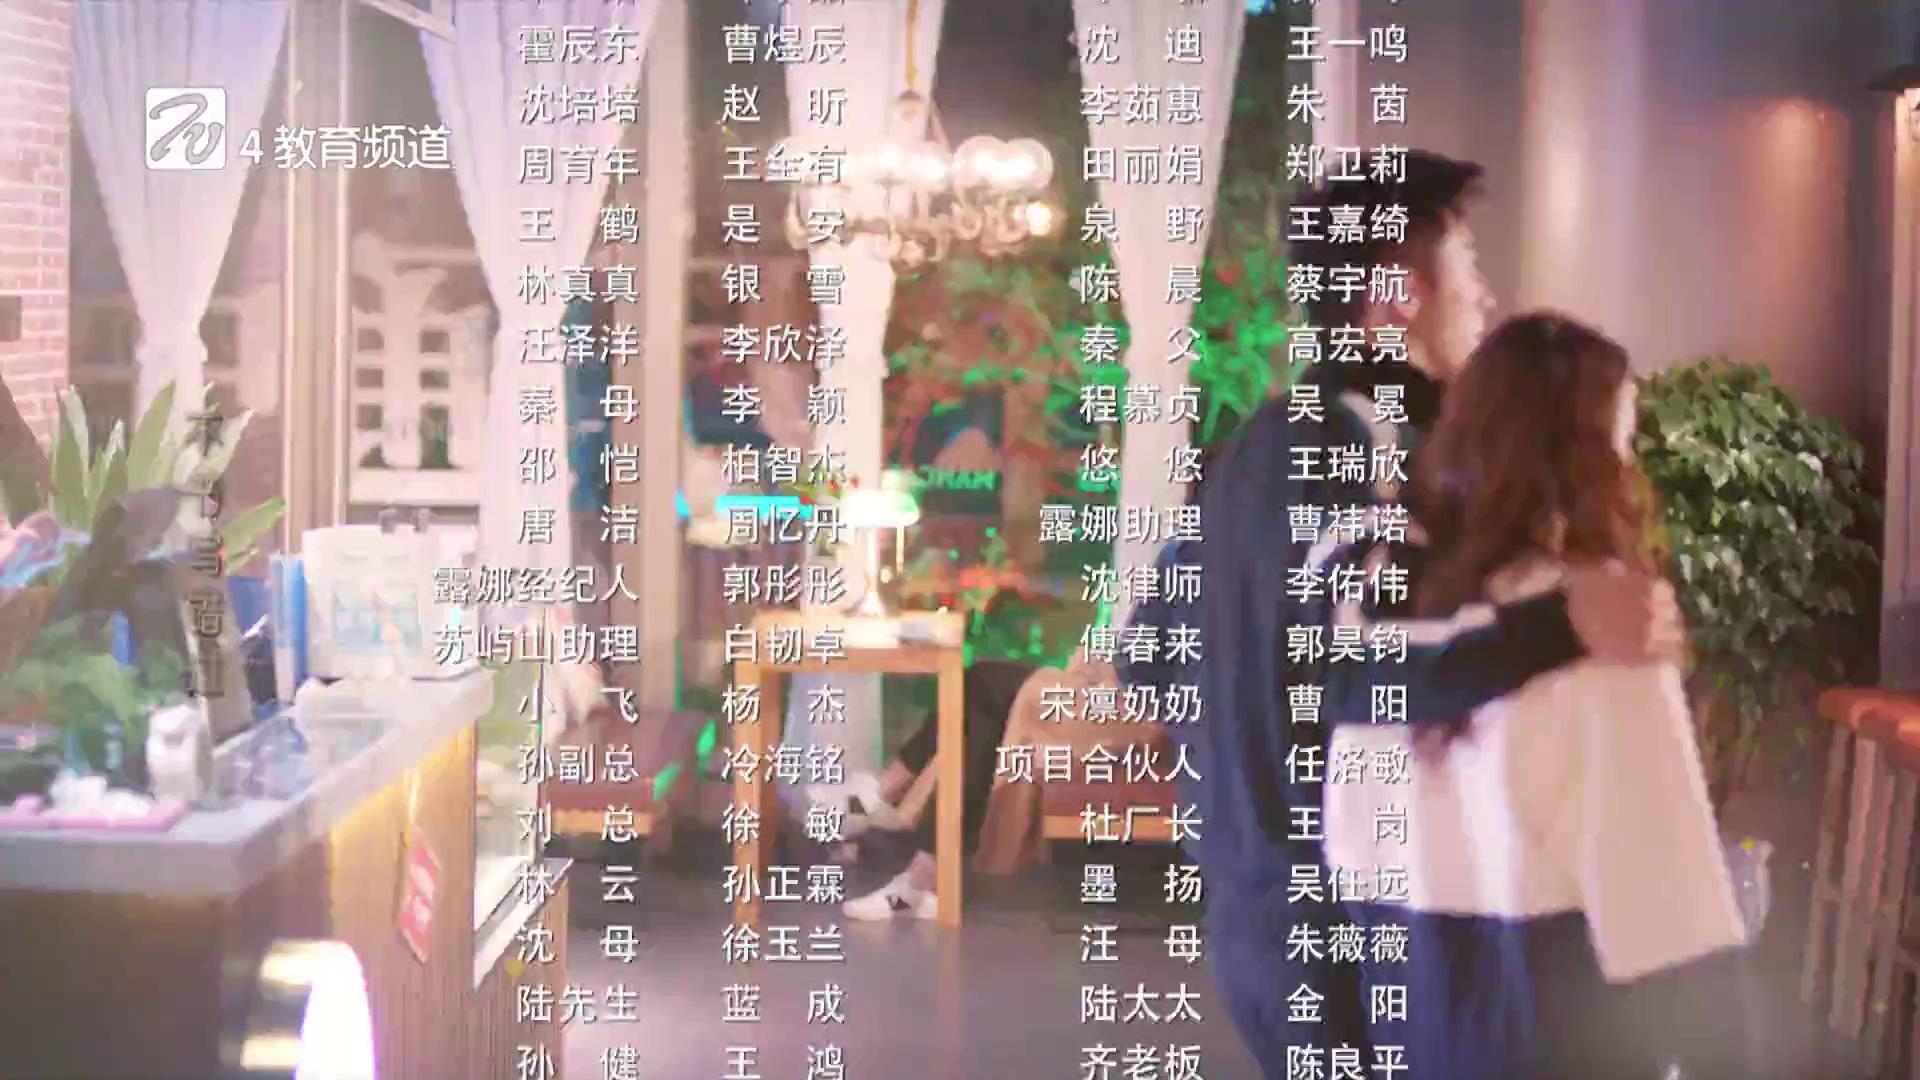 霍辰东 曹煜辰 沈迪 王一鸣
4 教育频道
沈培培 赵昕 李茹惠 朱茵
周育年 王全有 田丽娟 郑卫莉
王鹤 是安 泉野 王嘉绮
林真真 银雪 陈晨 蔡宇航
汪泽洋 李欣泽 秦父 高宏亮
秦母 李颖 程慕贞 吴冕
邵恺 柏智杰 悠悠 王瑞欣
唐洁 周忆丹 露娜助理 曹祎诺
露娜经纪人 郭彤彤 沈律师 李佑伟
苏屿山助理 白韧卓 傅春来 郭昊钧
小飞 杨杰 宋凛奶奶 曹阳
孙副总 冷海铭 项目合伙人 任洛敏
刘总 徐敏 杜厂长 王岗
林云 孙正霖 墨扬 吴任远
沈母 徐玉兰 汪母 朱薇薇
陆先生 蓝成 陆太太 金阳
孙健 王鸿 齐老板 陈良平